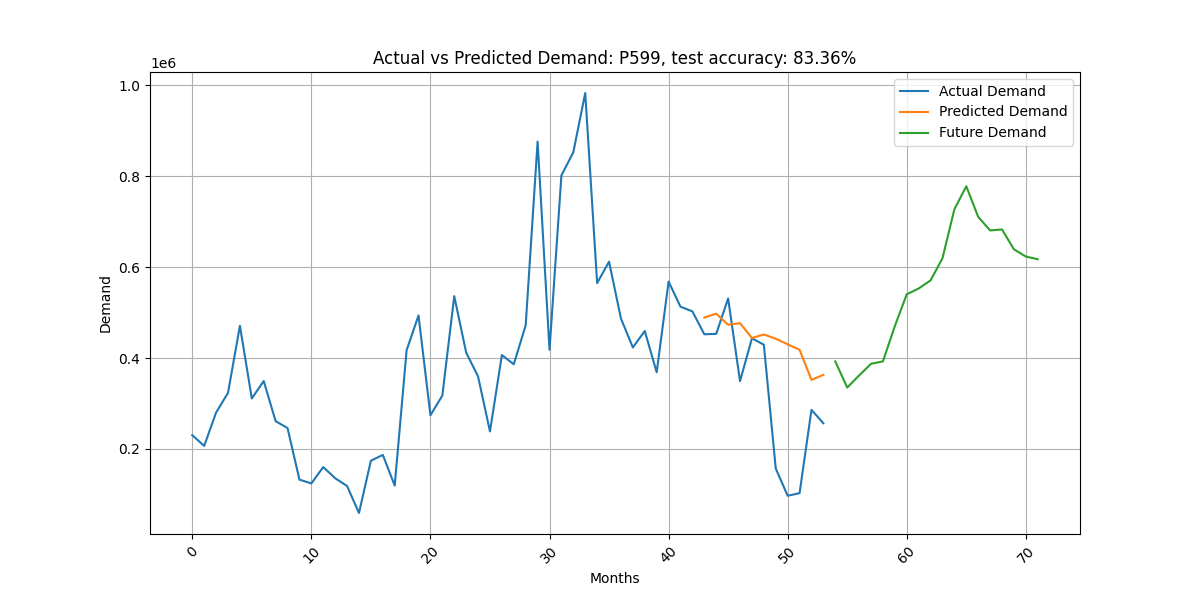 Actual vs Predicted Demand: P599, test accuracy: 83.36%
1e6
1.0
0.8
0.6
0.4
0.2
Demand
Actual Demand
Predicted Demand
Future Demand
0 10 20 30 40 50 60 70
Months